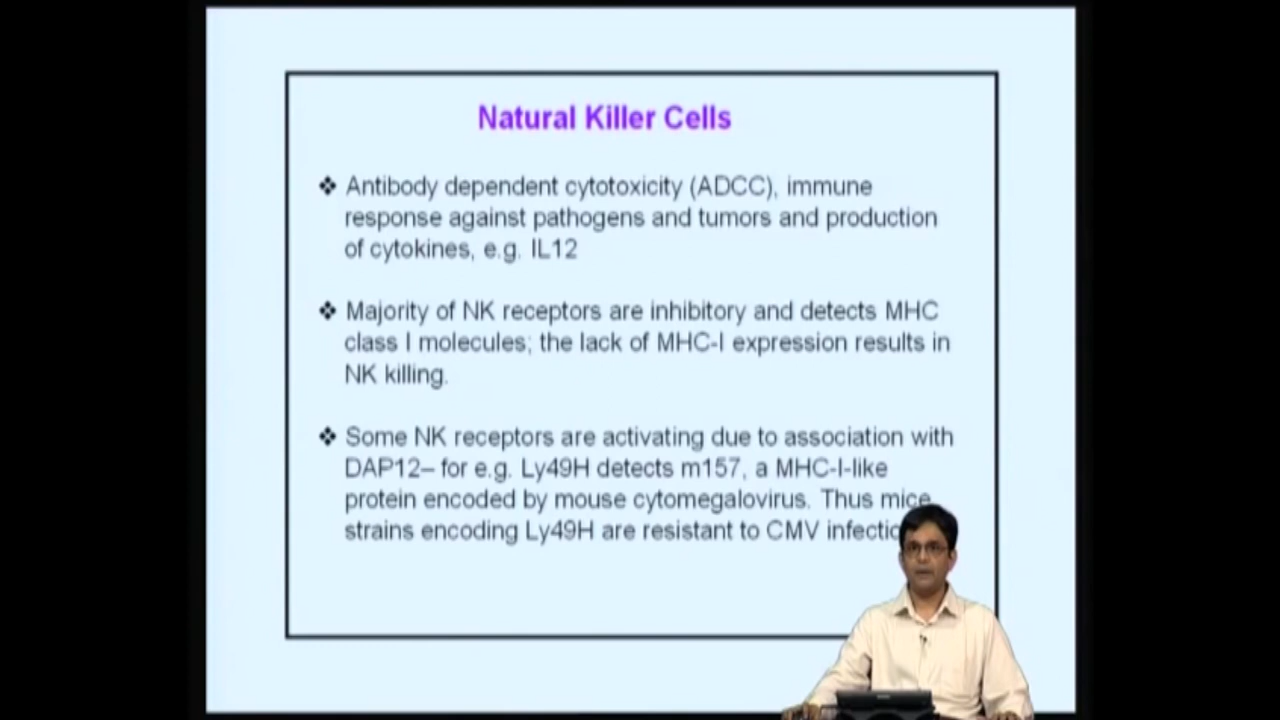 Natural Killer Cells
❖ Antibody dependent cytotoxicity (ADCC), immune
response against pathogens and tumors and production
of cytokines, e.g. IL12
❖ Majority of NK receptors are inhibitory and detects MHC
class I molecules; the lack of MHC-I expression results in
NK killing.
❖ Some NK receptors are activating due to association with
DAP12– for e.g. Ly49H detects m157, a MHC-I-like
protein encoded by mouse cytomegalovirus. Thus mice
strains encoding Ly49H are resistant to CMV